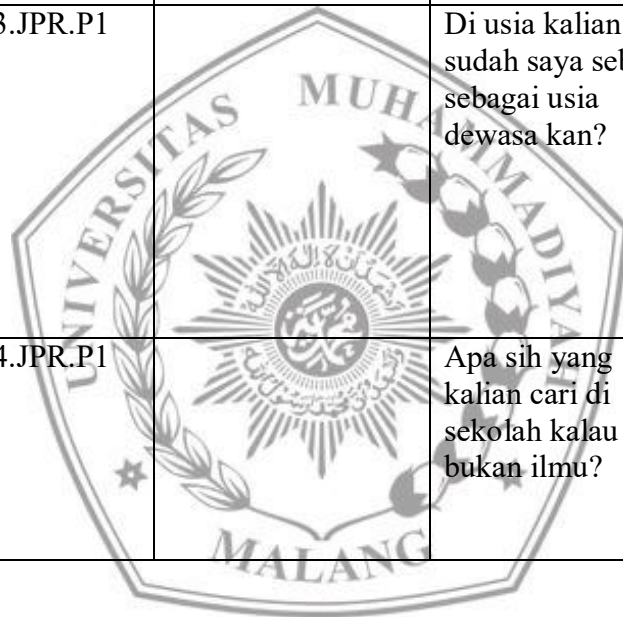 3.JPR.P1
Di usia kalian
sudah saya seb
sebagai usia
dewasa kan?
4.JPR.P1
Apa sih yang
kalian cari di
sekolah kalau
bukan ilmu?
UNIVERSITAS MUHAMMADIYAH
MALANG